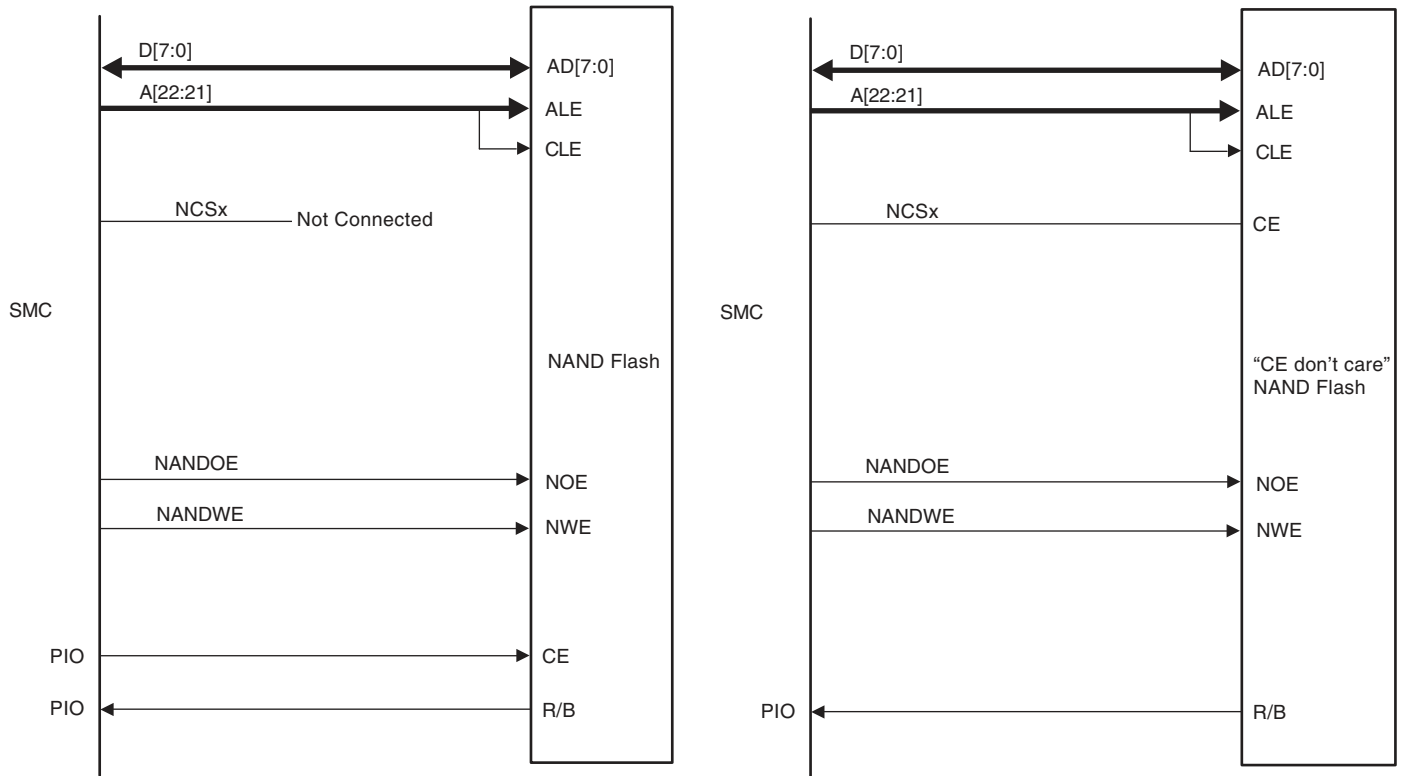 D[7:0]
AD[7:0]
A[22:21]
ALE
CLE
NCSx
Not Connected
SMC
NAND Flash
NANDOE
NOE
NANDWE
NWE
PIO
CE
PIO
R/B
D[7:0]
AD[7:0]
A[22:21]
ALE
CLE
NCSx
CE
SMC
“CE don’t care”
NAND Flash
NANDOE
NOE
NANDWE
NWE
PIO
R/B